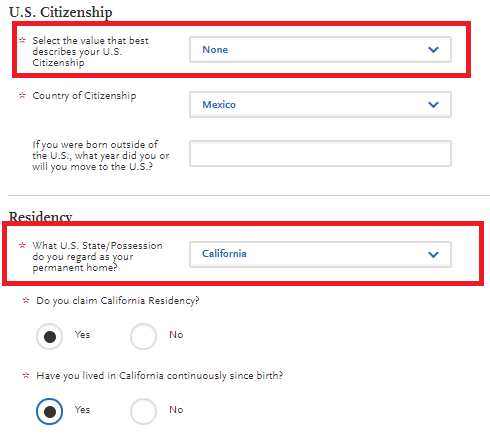 U.S. Citizenship
☆ Select the value that best
describes your U.S.
Citizenship
None
☆ Country of Citizenship
Mexico
If you were born outside of
the U.S., what year did you or
will you move to the U.S.?
Residency
☆ What U.S. State/Possession
do you regard as your
permanent home?
California
☆ Do you claim California Residency?
Yes No
☆ Have you lived in California continuously since birth?
Yes No